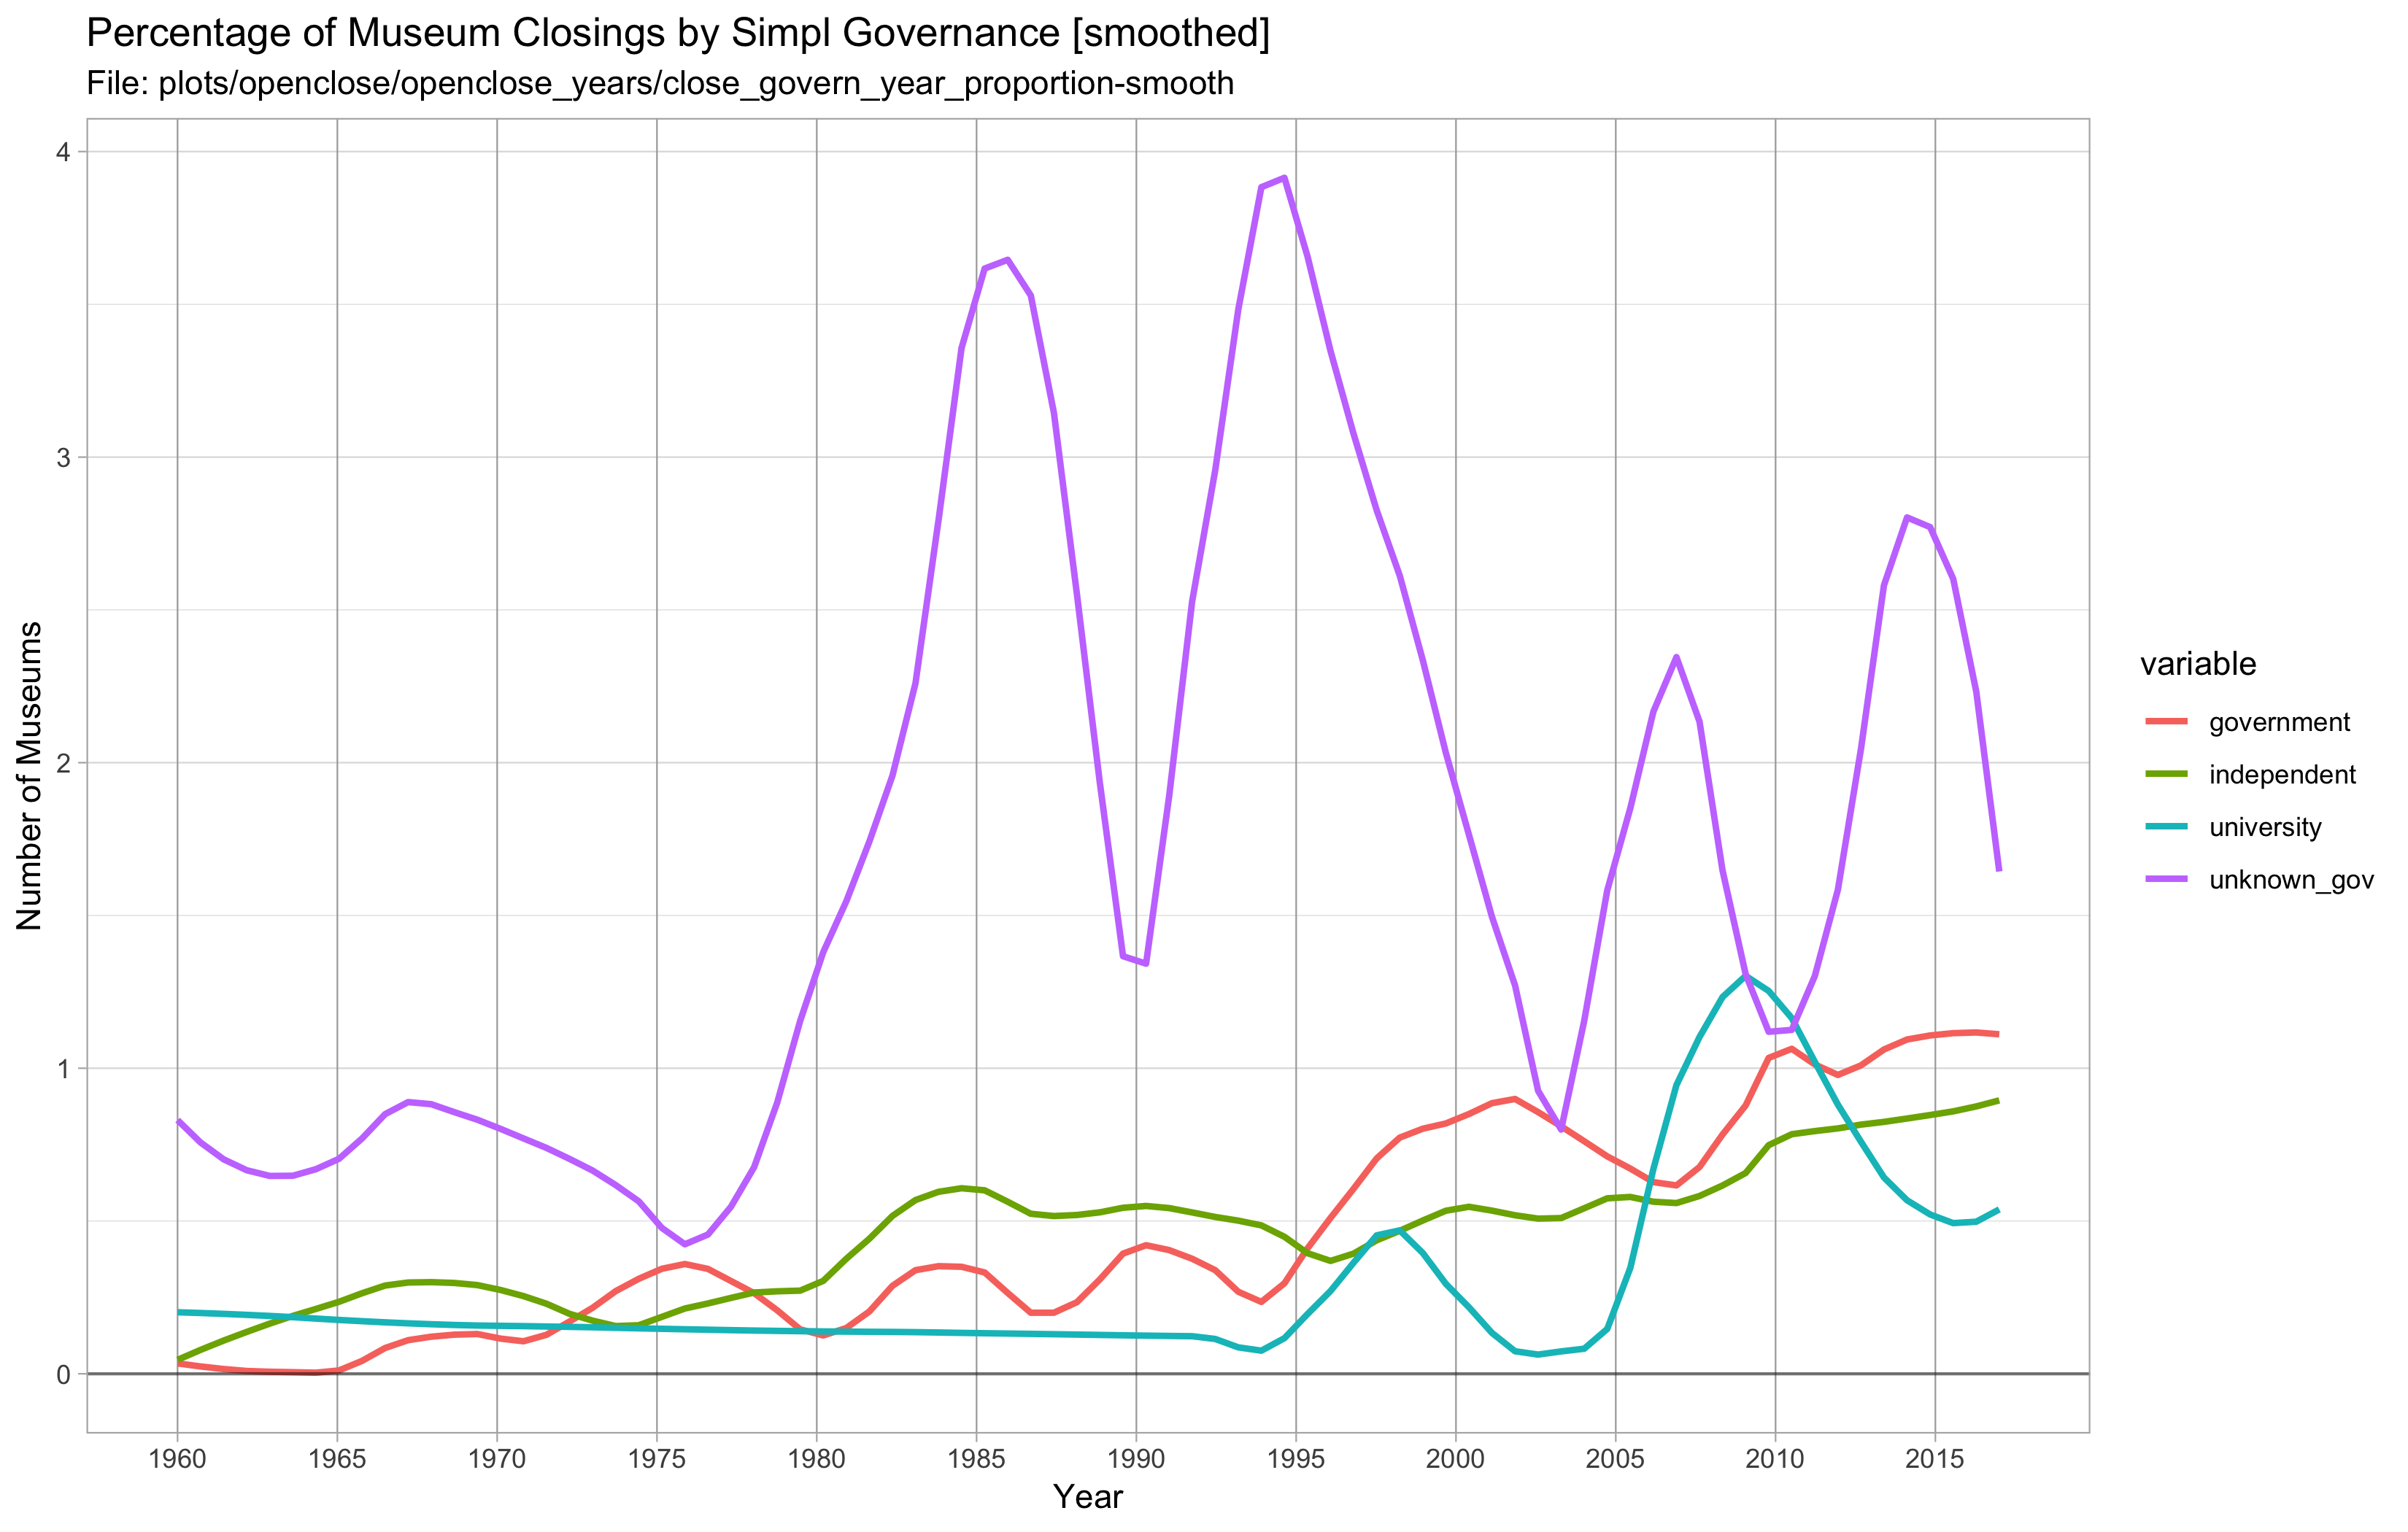 Percentage of Museum Closings by Simpl Governance [smoothed]
File: plots/openclose/openclose_years/close_govern_year_proportion-smooth
Number of Museums
4
3
2
1
0
1960 1965 1970 1975 1980 1985 1990 1995 2000 2005 2010 2015
Year
variable
government
independent
university
unknown_gov